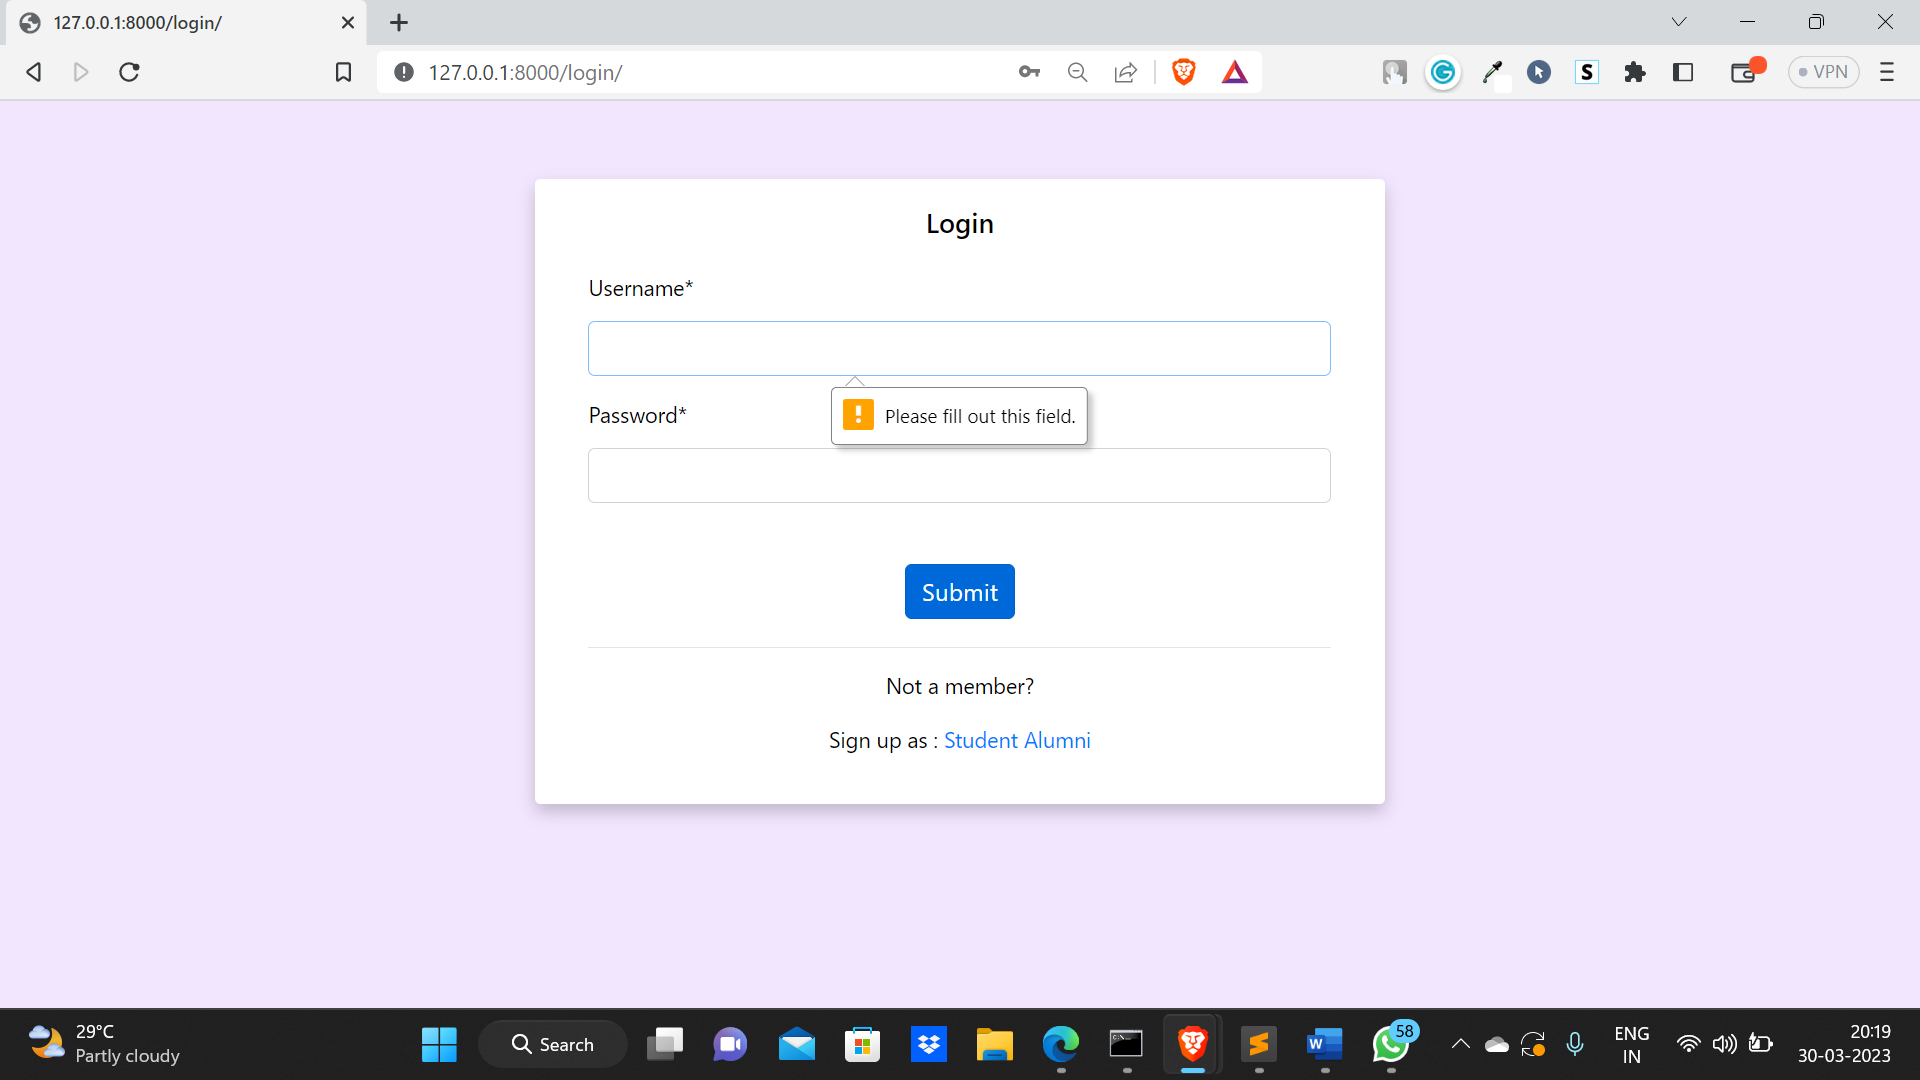 127.0.0.1:8000/login/
127.0.0.1:8000/login/
S
VPN
Login
Username*
Please fill out this field.
Password*
Submit
Not a member?
Sign up as : Student Alumni
29°C
Partly cloudy
Search
58
ENG
IN
20:19
30-03-2023